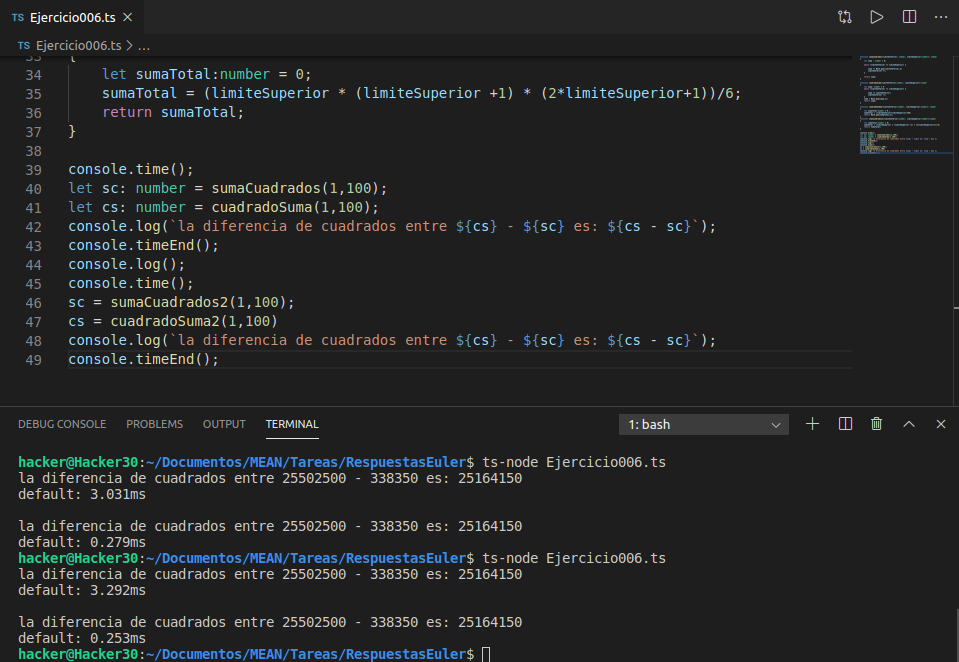 TS Ejercicio006.ts ×
TS Ejercicio006.ts > ...
33 {
34 let sumaTotal:number = 0;
35 sumaTotal = (limiteSuperior * (limiteSuperior +1) * (2*limiteSuperior+1))/6;
36 return sumaTotal;
37 }
38
39 console.time();
40 let sc: number = sumaCuadrados(1,100);
41 let cs: number = cuadradoSuma(1,100);
42 console.log(`la diferencia de cuadrados entre ${cs} - ${sc} es: ${cs - sc}`);
43 console.timeEnd();
44 console.log();
45 console.time();
46 sc = sumaCuadrados2(1,100);
47 cs = cuadradoSuma2(1,100)
48 console.log(`la diferencia de cuadrados entre ${cs} - ${sc} es: ${cs - sc}`);
49 console.timeEnd();
DEBUG CONSOLE PROBLEMS OUTPUT TERMINAL 1: bash
hacker@Hacker30:~/Documentos/MEAN/Tareas/RespuestasEuler$ ts-node Ejercicio006.ts
la diferencia de cuadrados entre 25502500 - 338350 es: 25164150
default: 3.031ms
la diferencia de cuadrados entre 25502500 - 338350 es: 25164150
default: 0.279ms
hacker@Hacker30:~/Documentos/MEAN/Tareas/RespuestasEuler$ ts-node Ejercicio006.ts
la diferencia de cuadrados entre 25502500 - 338350 es: 25164150
default: 3.292ms
la diferencia de cuadrados entre 25502500 - 338350 es: 25164150
default: 0.253ms
hacker@Hacker30:~/Documentos/MEAN/Tareas/RespuestasEuler$